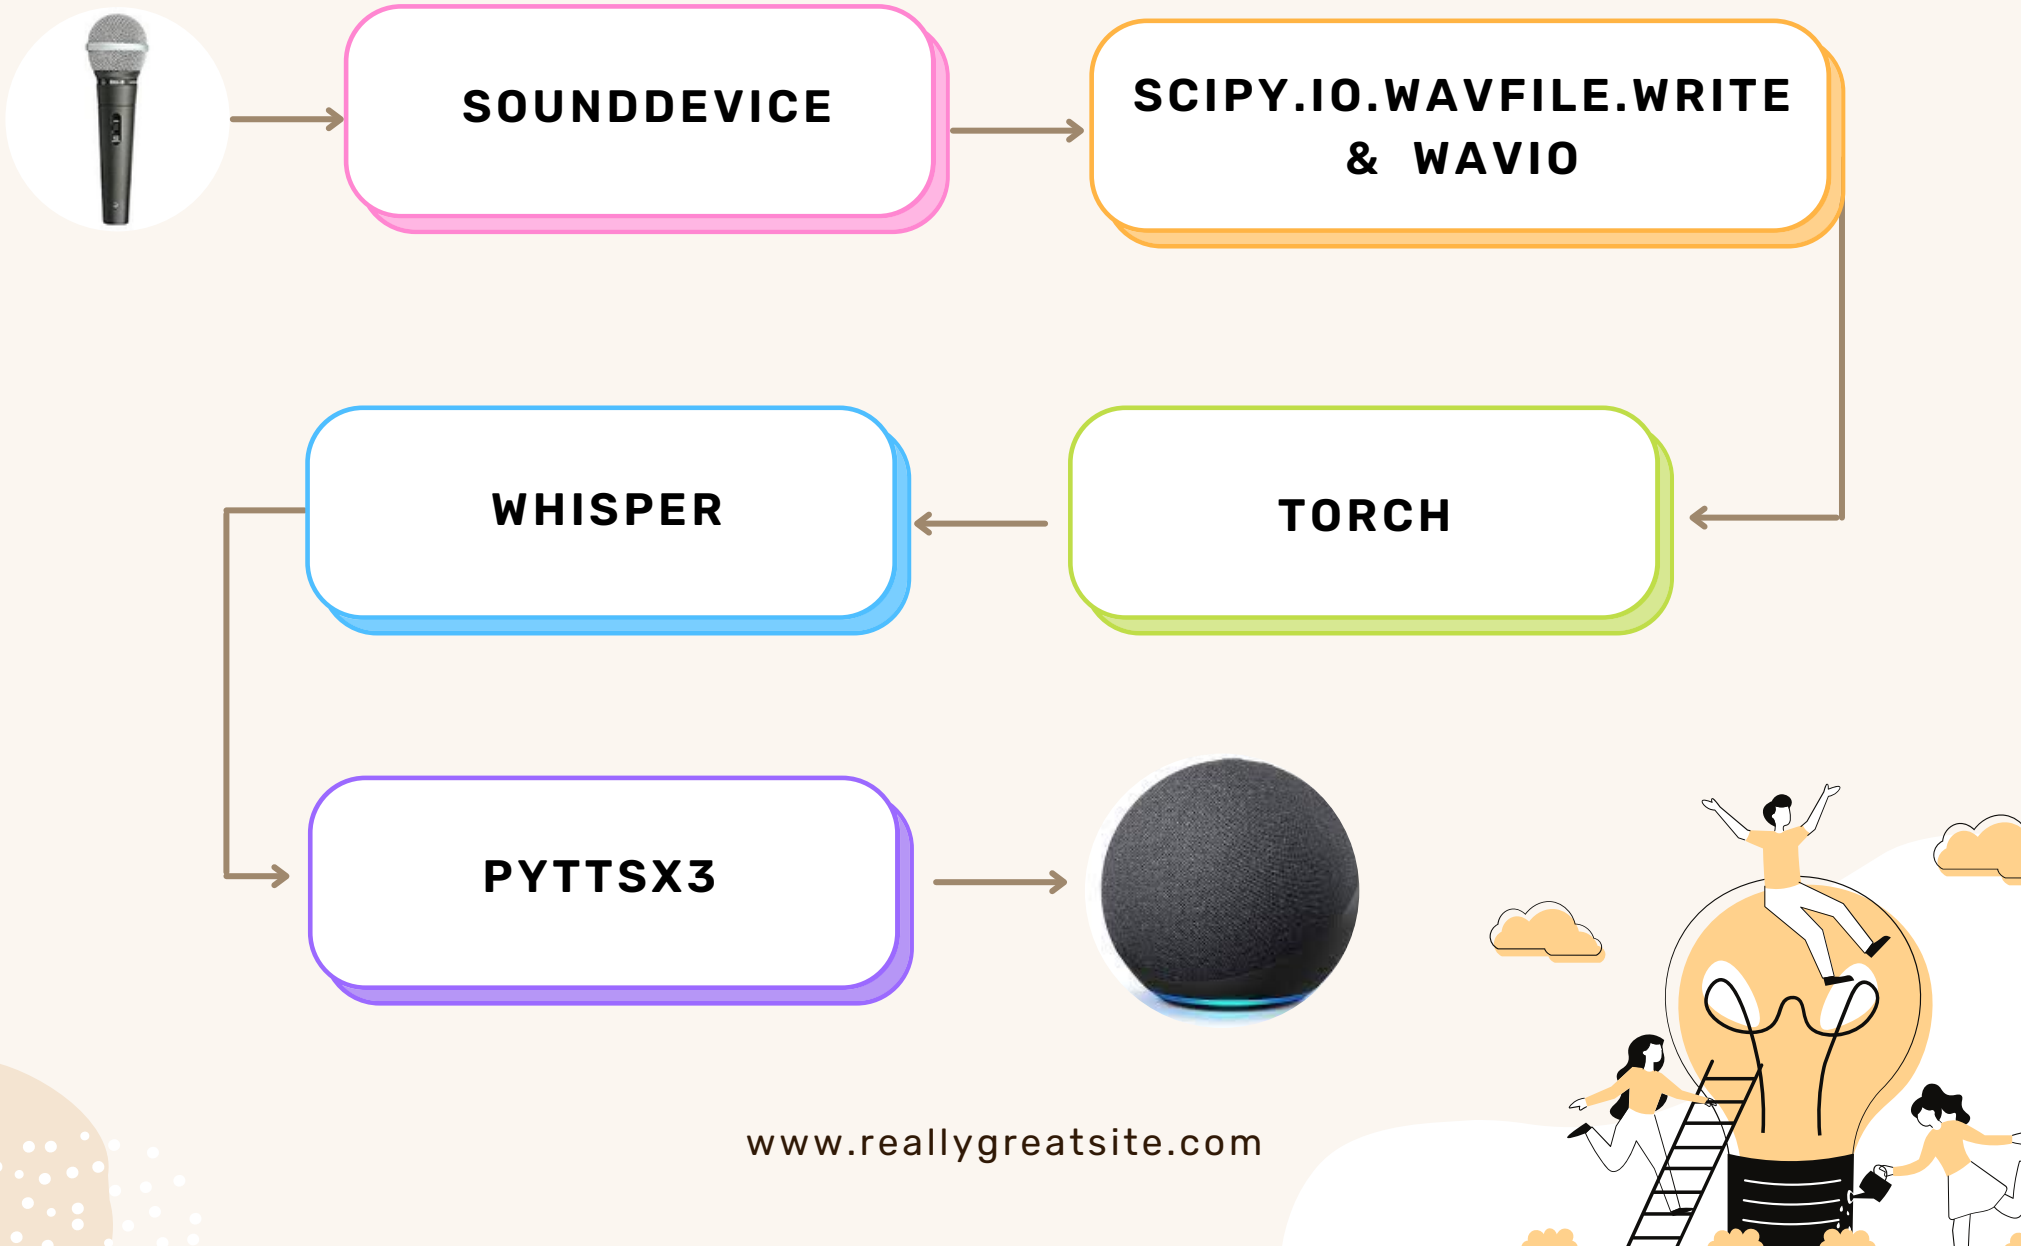 SOUNDDEVICE
SCIPY.IO.WAVFILE.WRITE
& WAVIO
WHISPER
TORCH
PYTTSX3
www.reallygreatsite.com